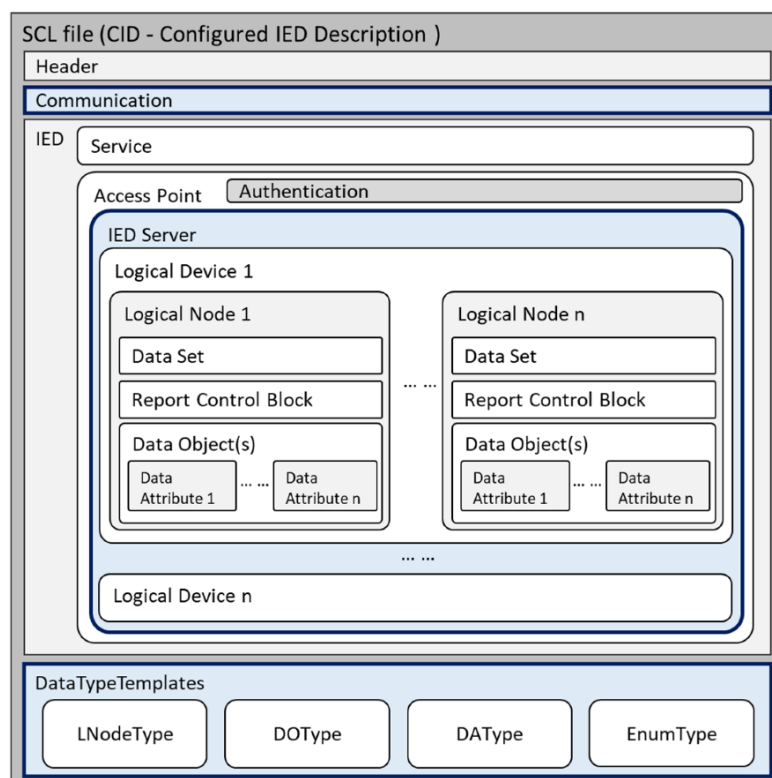 SCL file (CID - Configured IED Description )
Header
Communication
IED
Service
Access Point
Authentication
IED Server
Logical Device 1
Logical Node 1
Data Set
Report Control Block
Data Object(s)
Data
Attribute 1
... ...
Data
Attribute n
... ...
Logical Node n
Data Set
Report Control Block
Data Object(s)
Data
Attribute 1
... ...
Data
Attribute n
... ...
Logical Device n
DataTypeTemplates
LNodeType
DOType
DAType
EnumType